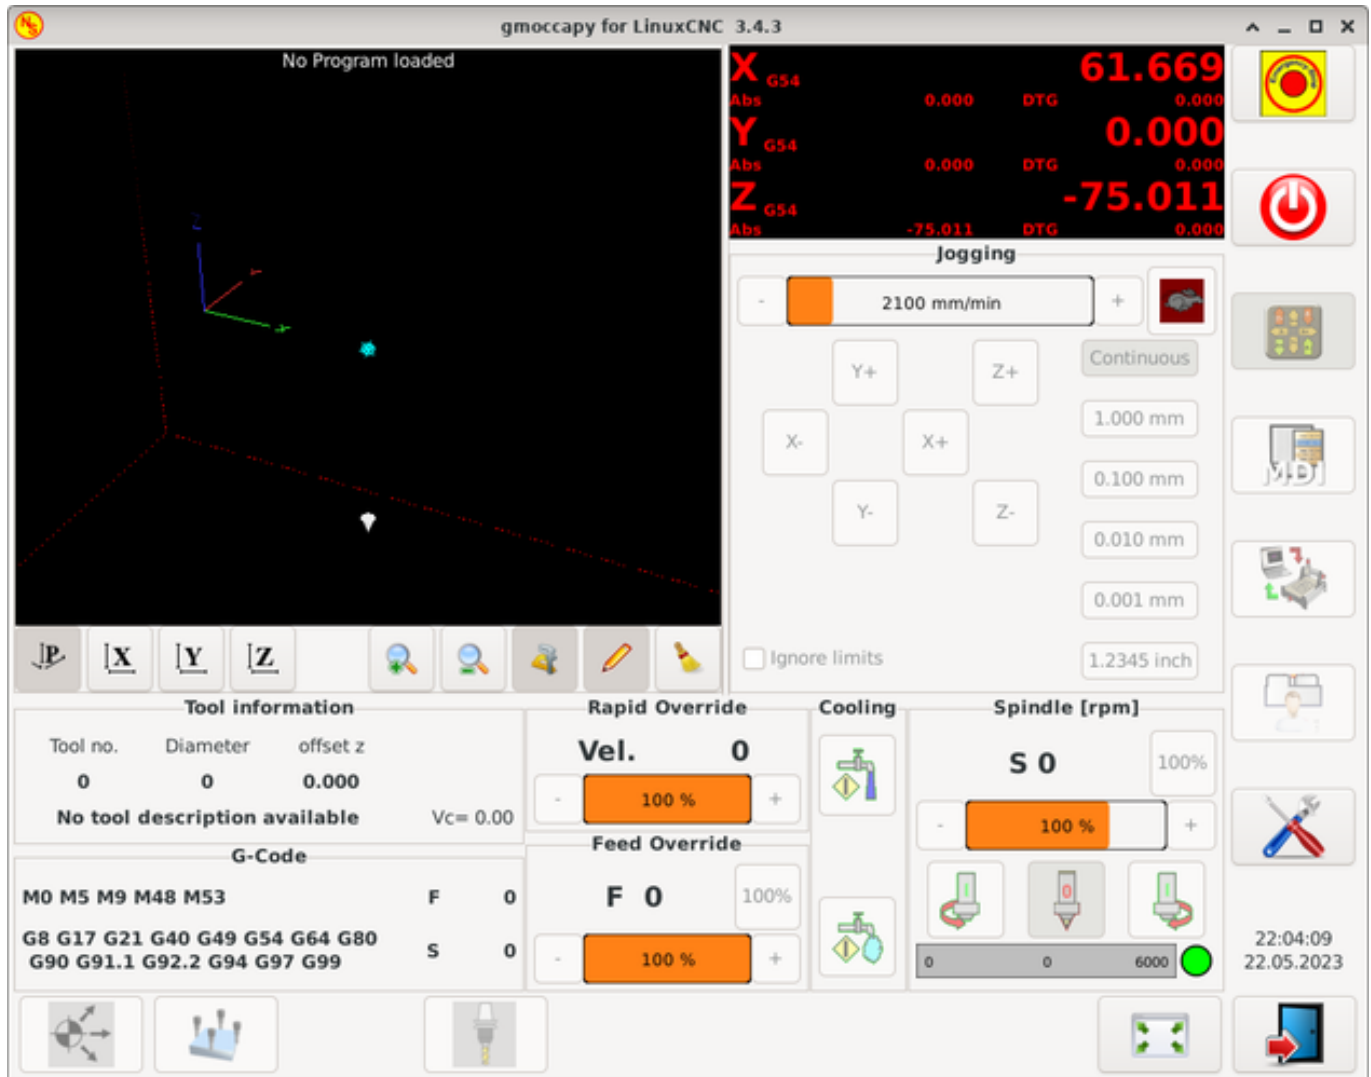 gmoccapy for LinuxCNC 3.4.3
No Program loaded
X G54 61.669
Abs 0.000 DTG 0.000
Y G54 0.000
Abs 0.000 DTG 0.000
Z G54 -75.011
Abs -75.011 DTG 0.000
Jogging
- 2100 mm/min +
Y+ Z+ Continuous
1.000 mm
X- X+
0.100 mm
Y- Z-
0.010 mm
0.001 mm
Ignore limits 1.2345 inch
MDI
P X Y Z
Tool information
Tool no. Diameter offset z
0 0 0.000
No tool description available Vc= 0.00
Rapid Override
Vel. 0
- 100 % +
Cooling
Spindle [rpm]
S 0 100%
- 100 % +
G-Code
M0 M5 M9 M48 M53 F 0
G8 G17 G21 G40 G49 G54 G64 G80
G90 G91.1 G92.2 G94 G97 G99
S 0
Feed Override
F 0 100%
- 100 % +
0 0 6000
22:04:09
22.05.2023